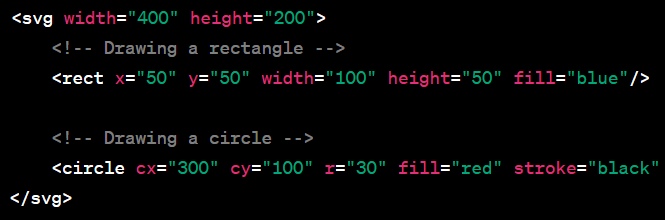 <svg width="400" height="200">
<!-- Drawing a rectangle -->
<rect x="50" y="50" width="100" height="50" fill="blue"/>
<!-- Drawing a circle -->
<circle cx="300" cy="100" r="30" fill="red" stroke="black"
</svg>